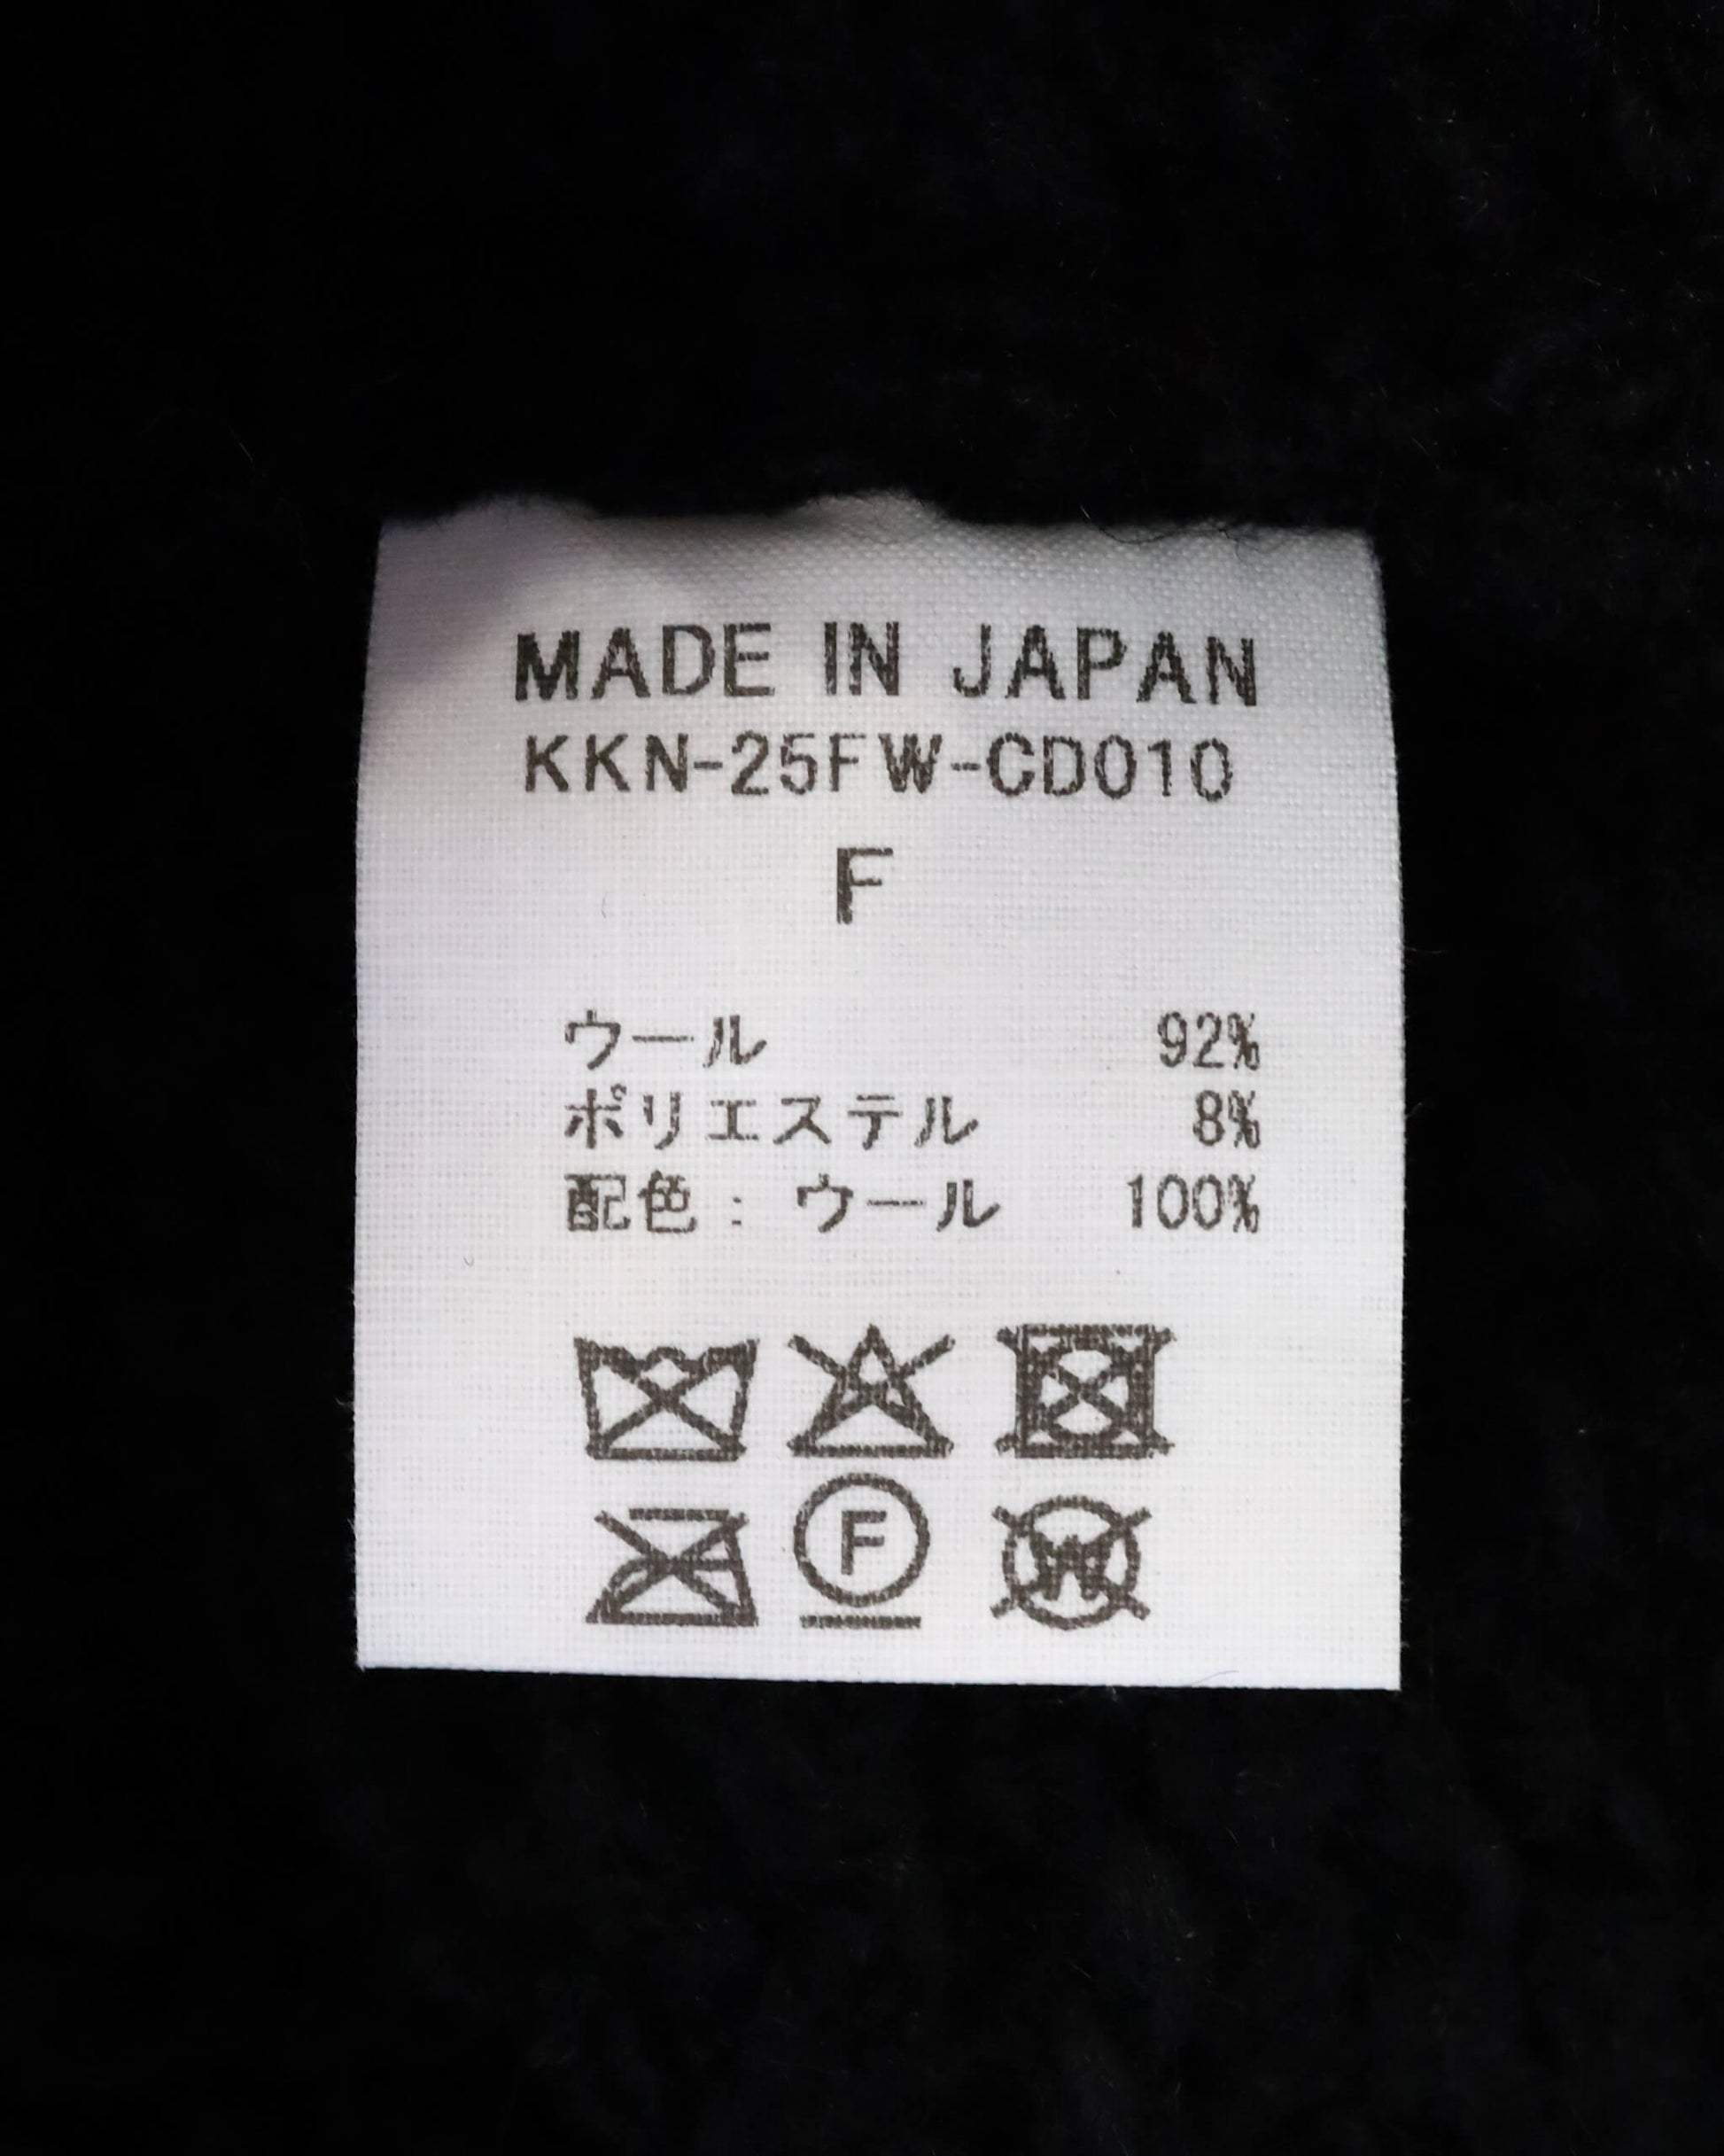 MADE IN JAPAN
KKN-25FW-CD010
F
ウール 92%
ポリエステル 8%
配色：ウール 100%
F W